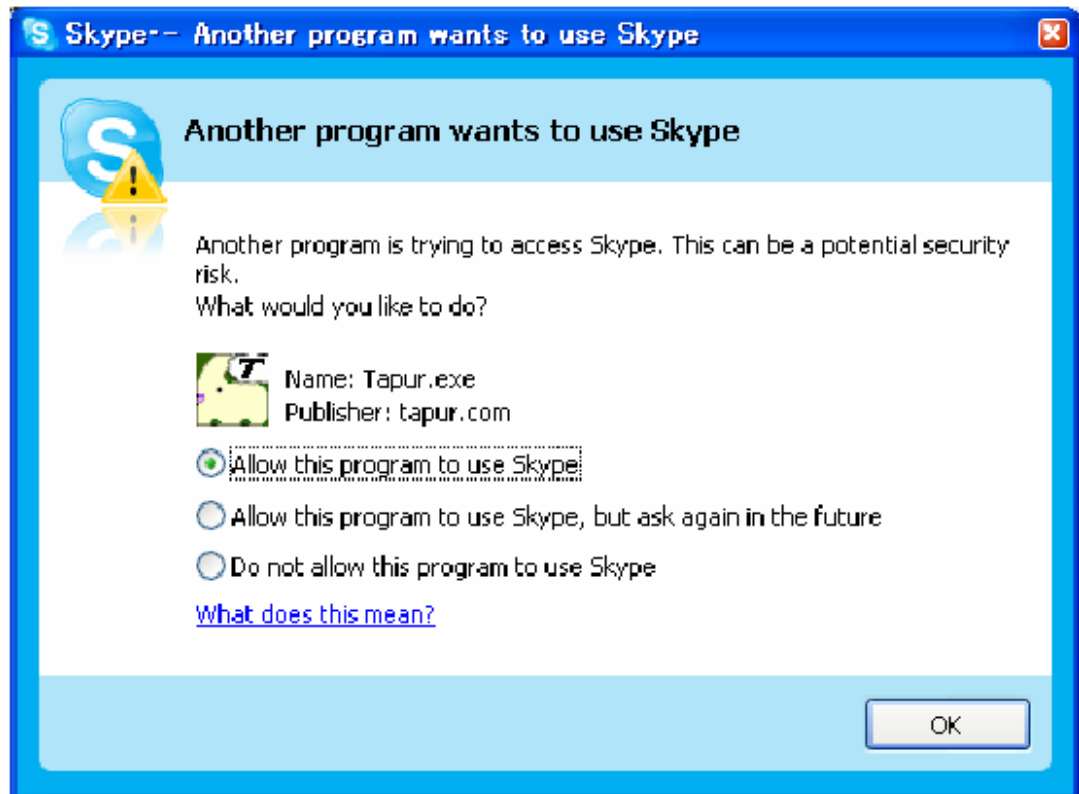 Skype-- Another program wants to use Skype
Another program wants to use Skype
Another program is trying to access Skype. This can be a potential security
risk.
What would you like to do?
Name: Tapur.exe
Publisher: tapur.com
Allow this program to use Skype
Allow this program to use Skype, but ask again in the future
Do not allow this program to use Skype
What does this mean?
OK